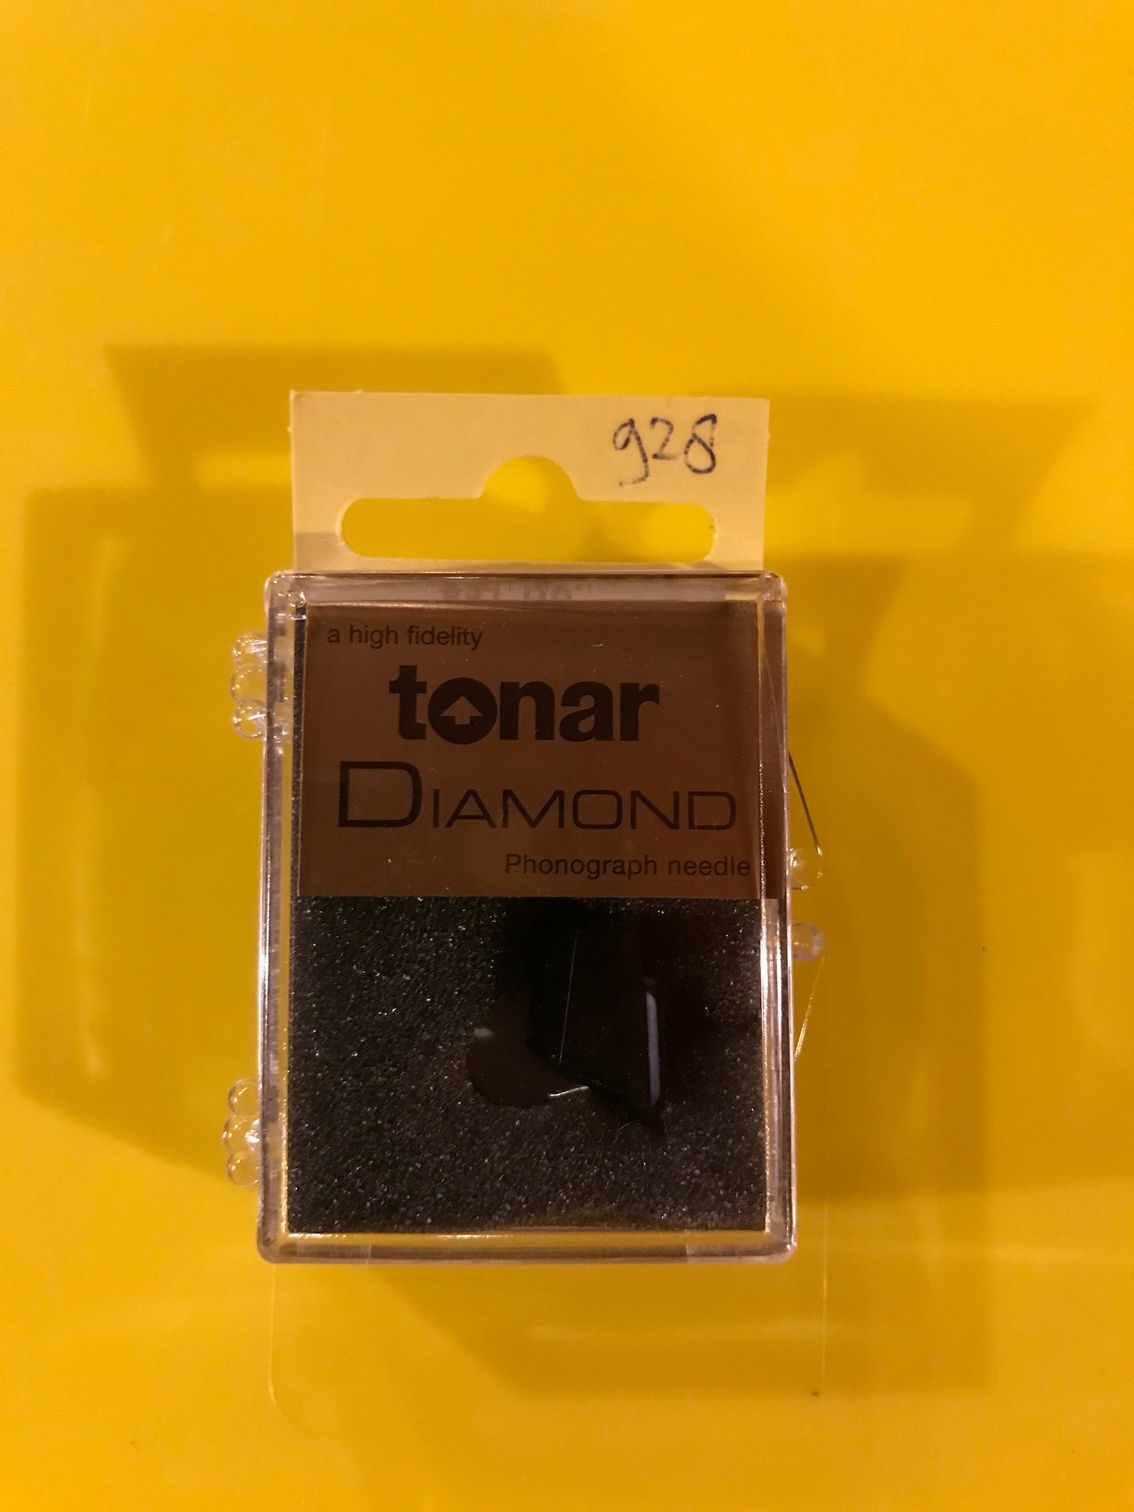 928
a high fidelity
tonar
DIAMOND
Phonograph needle